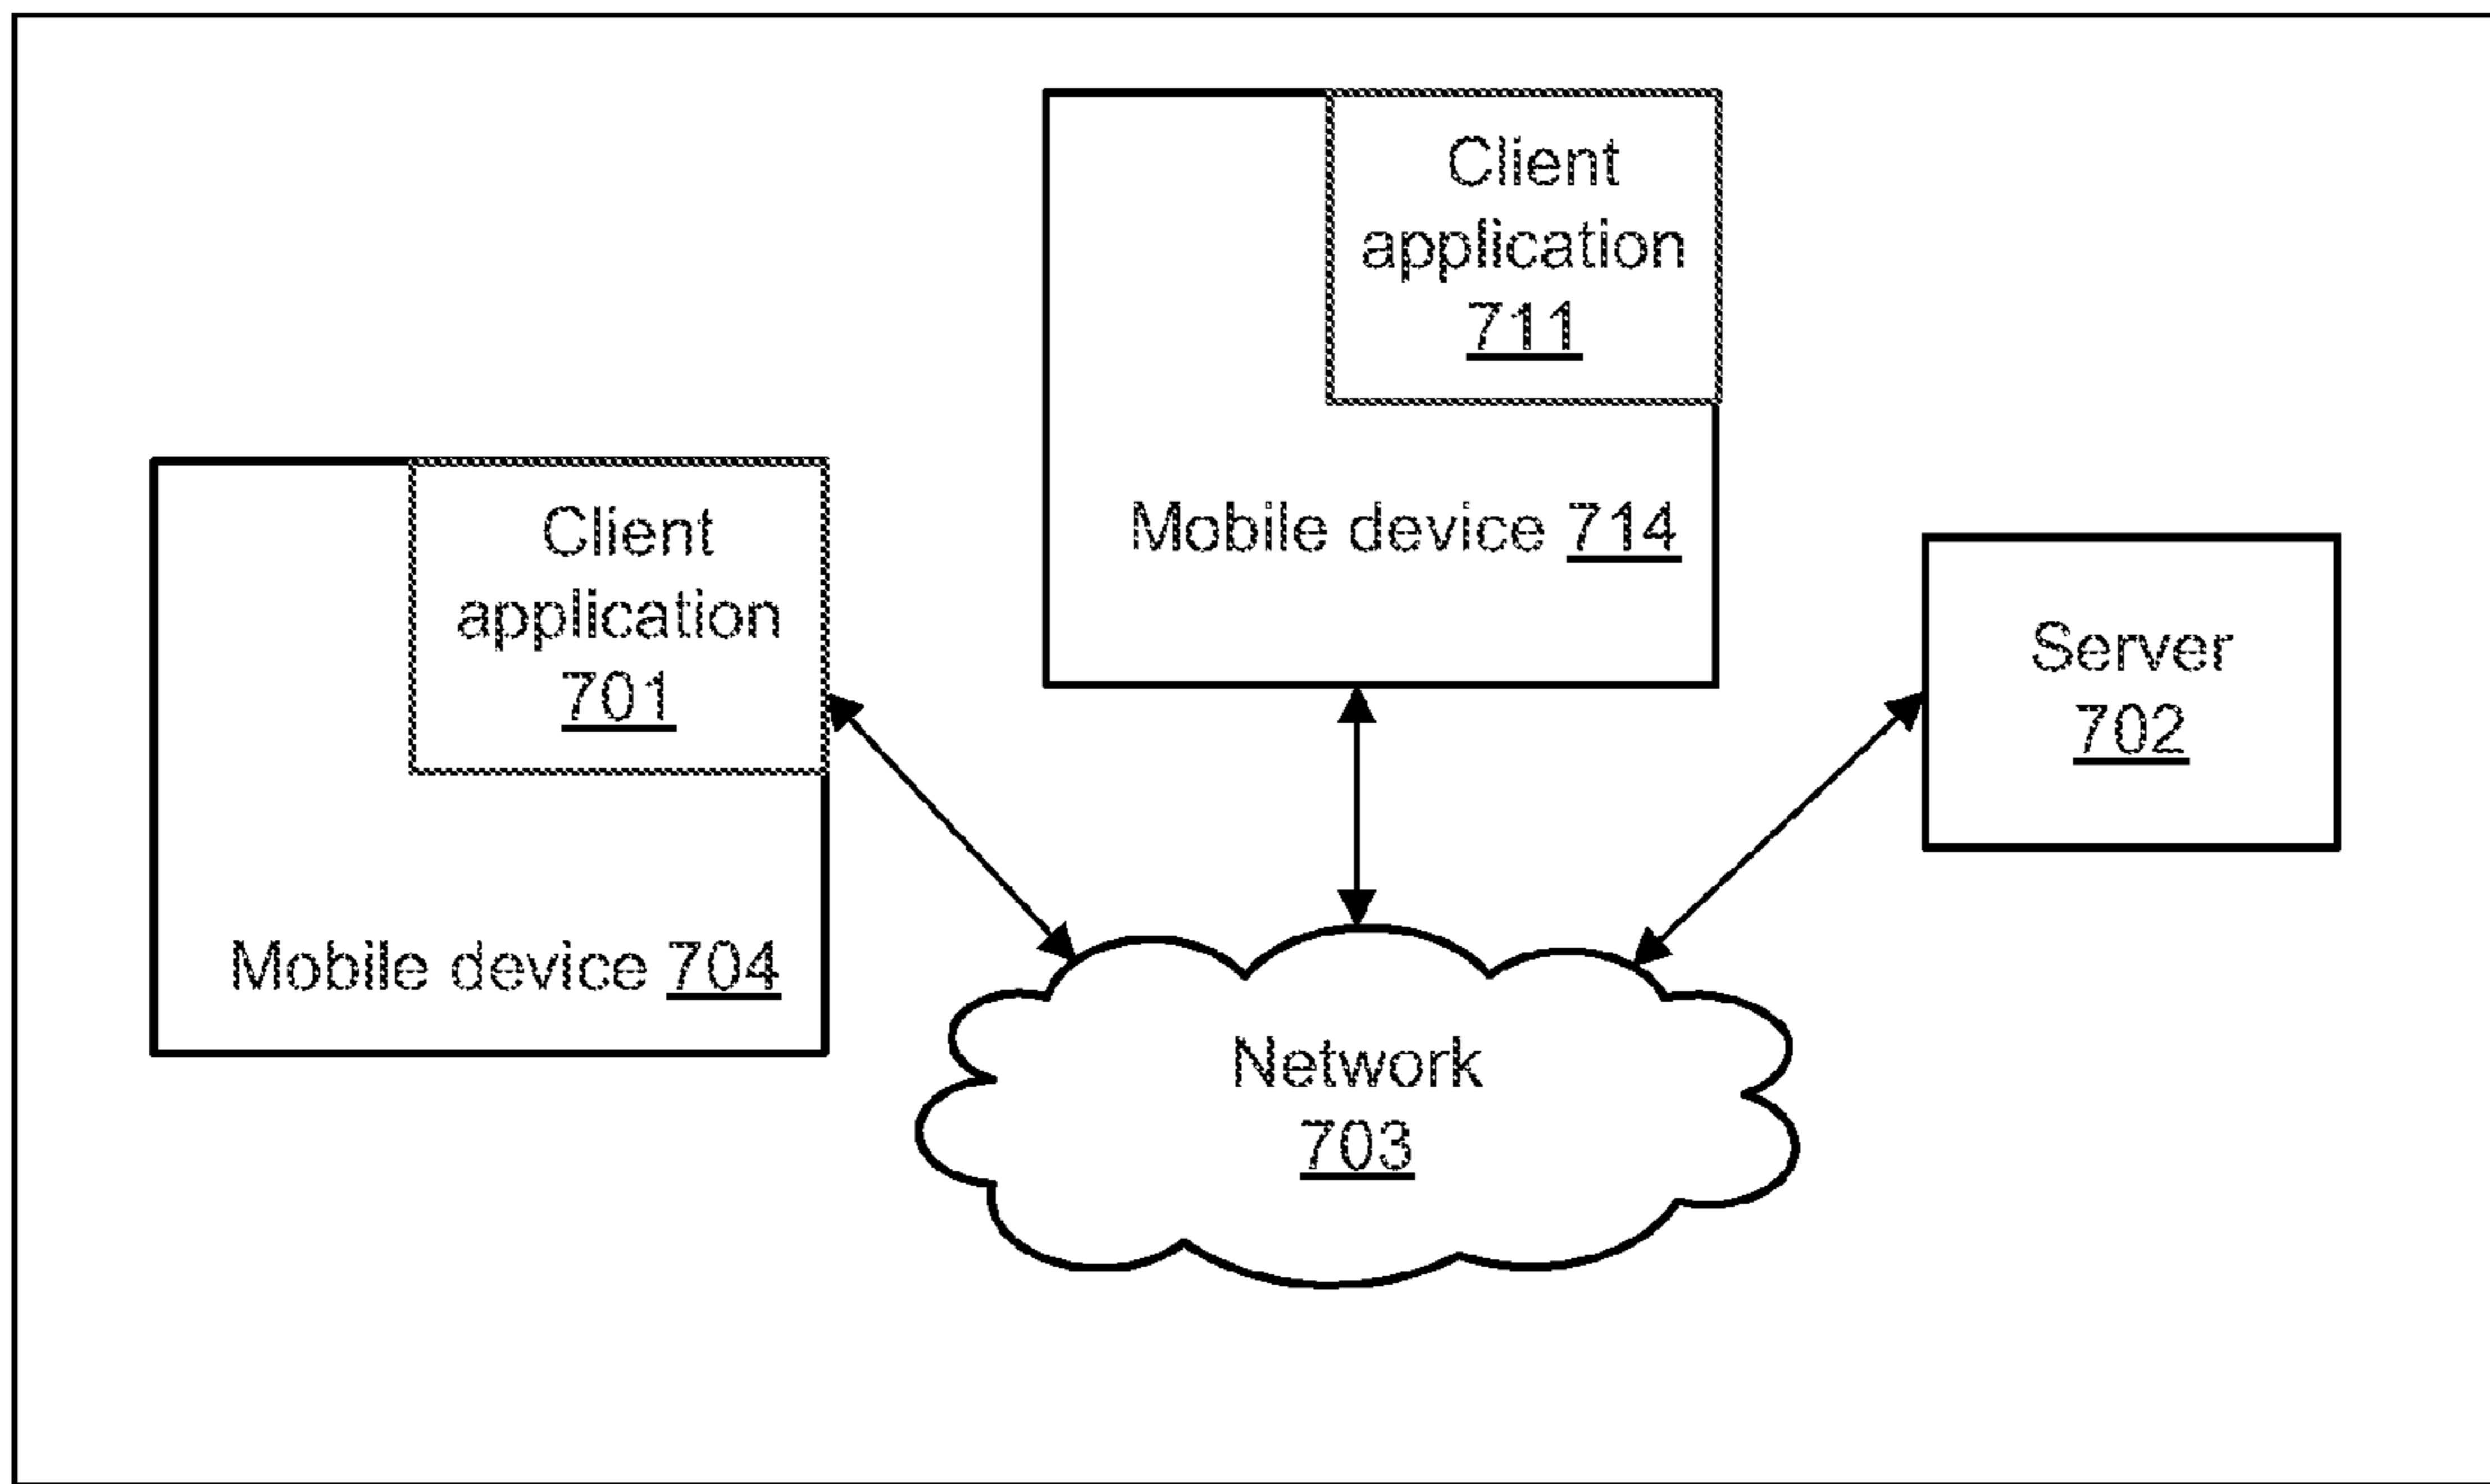 Client
application
711
Mobile device 714
Client
application
701
Mobile device 704
Server
702
Network
703